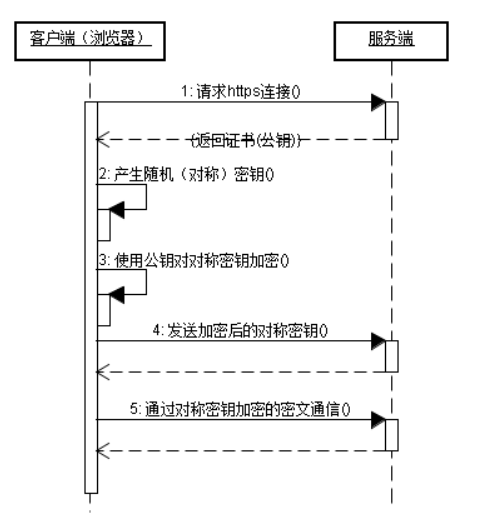 客户端（浏览器）
服务端
1: 请求https连接()
(返回证书(公钥))
2: 产生随机（对称）密钥()
3: 使用公钥对对称密钥加密()
4: 发送加密后的对称密钥()
5: 通过对称密钥加密的密文通信()